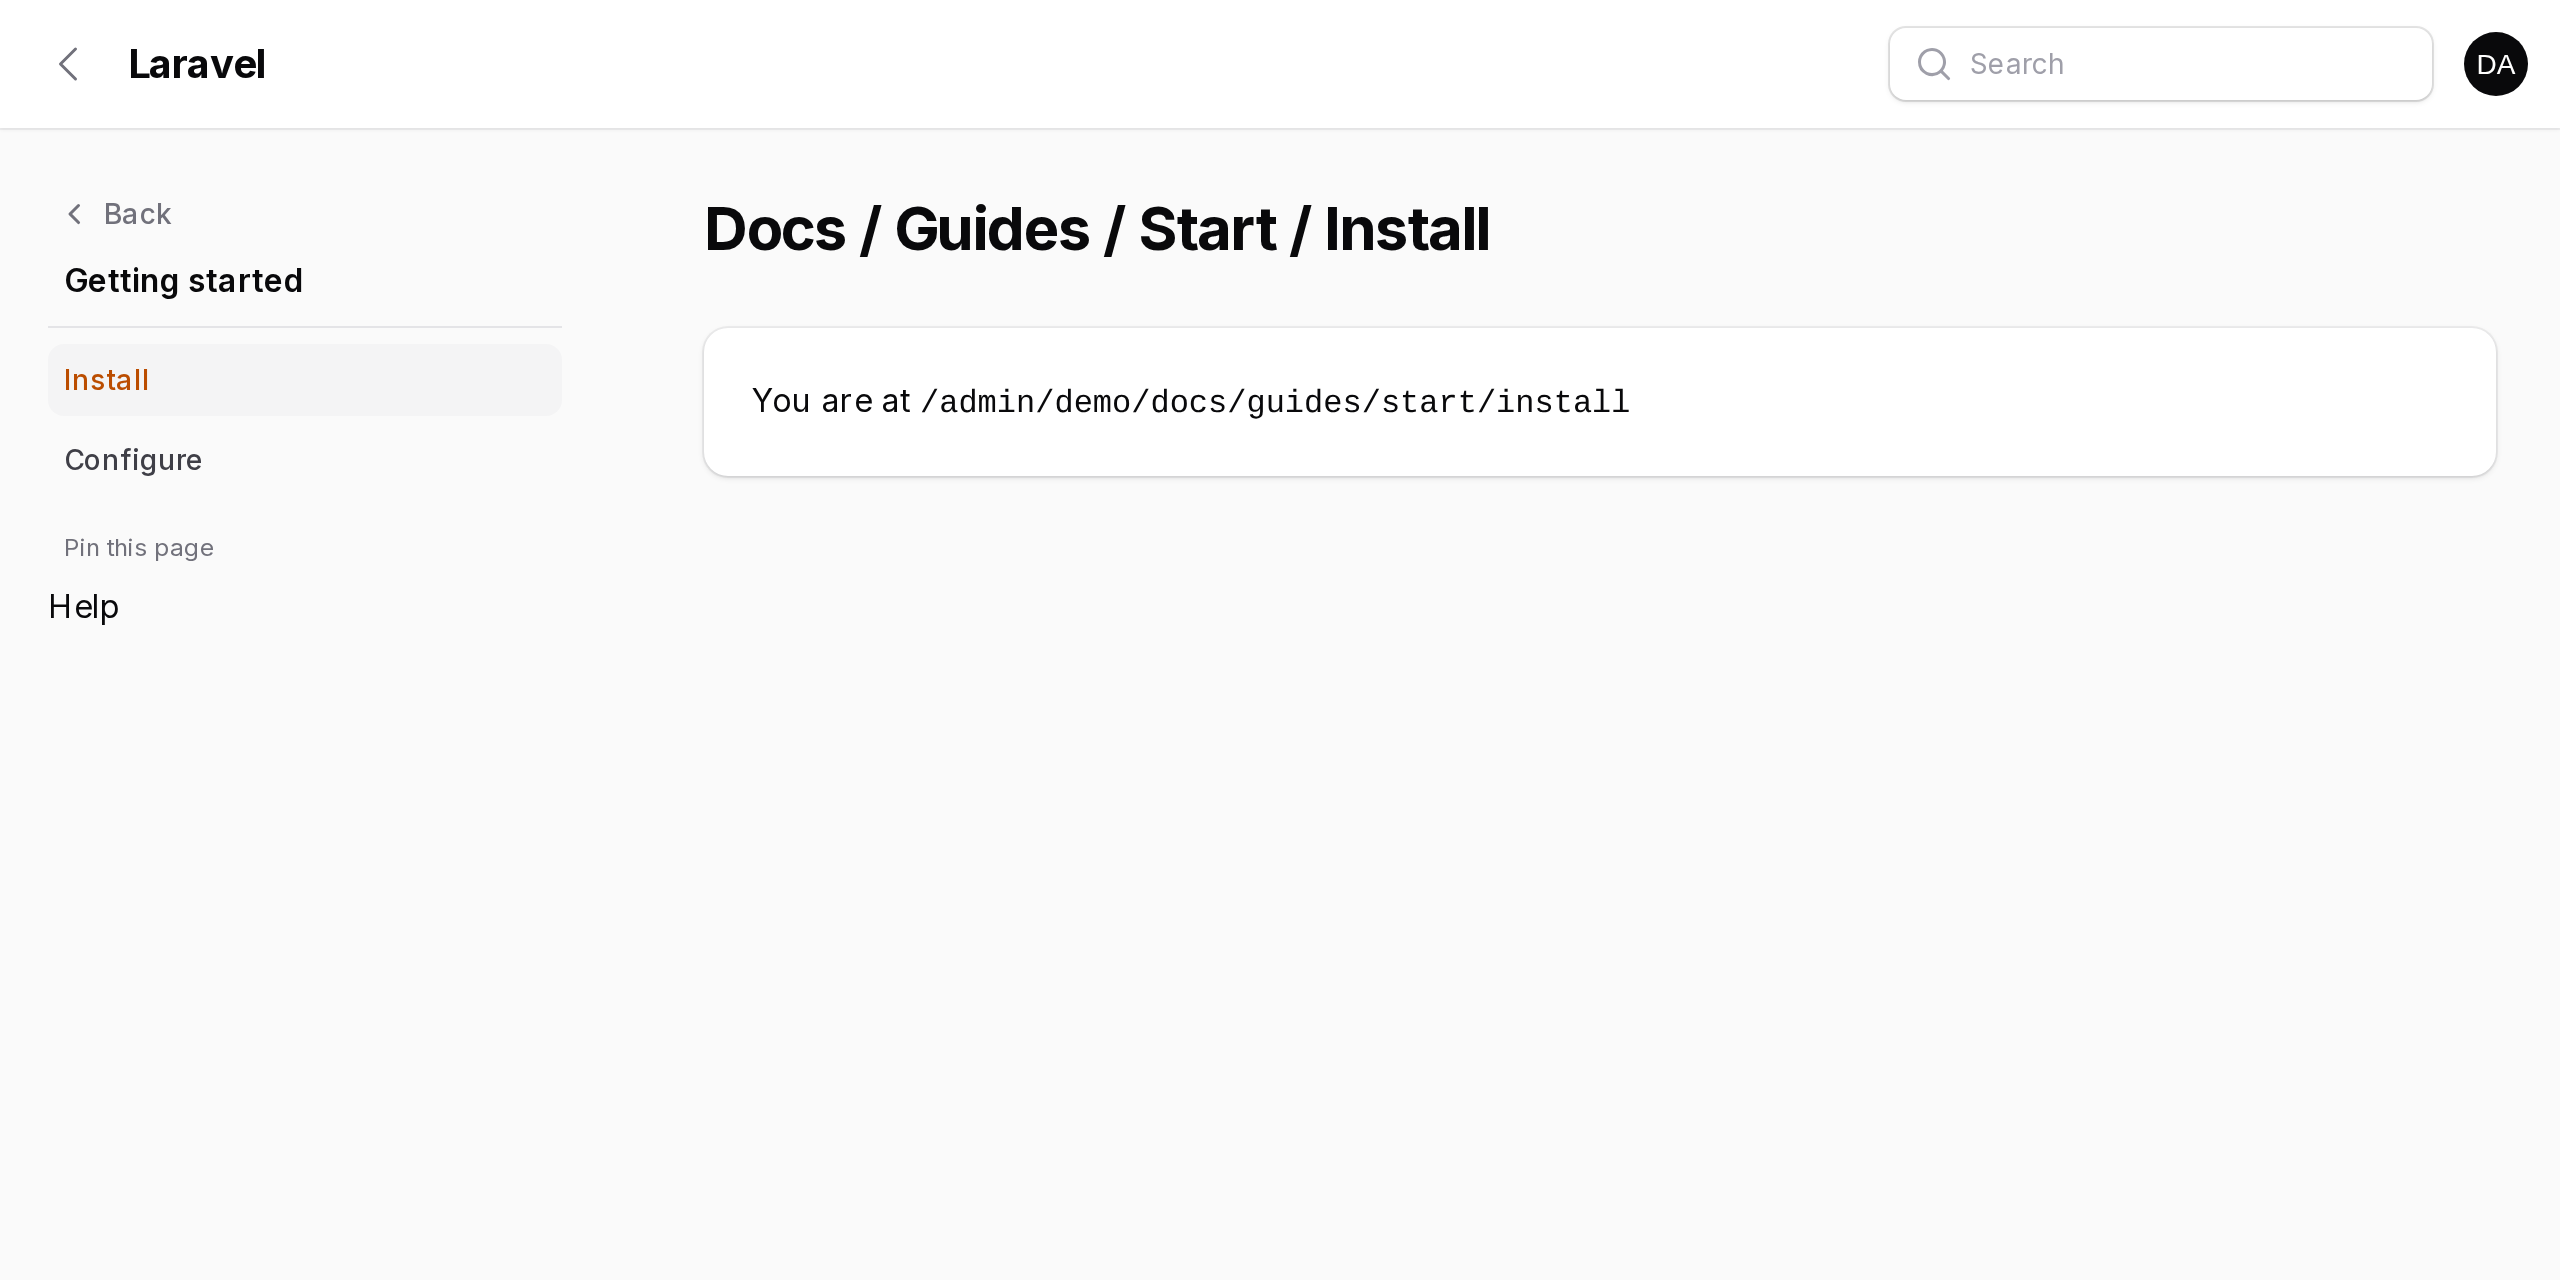 Laravel
Search
DA
Back
Getting started
Install
Configure
Pin this page
Help
Docs / Guides / Start / Install
You are at /admin/demo/docs/guides/start/install